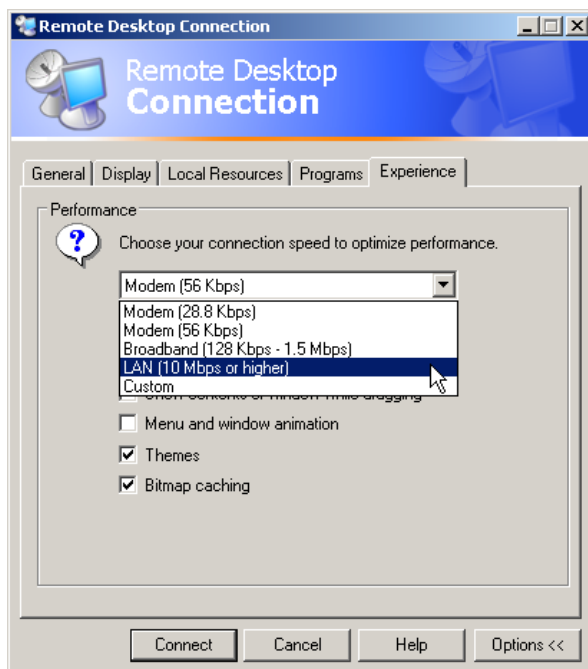 Remote Desktop Connection
Remote Desktop
Connection
General Display Local Resources Programs Experience
Performance
Choose your connection speed to optimize performance.
Modem (56 Kbps)
Modem (28.8 Kbps)
Modem (56 Kbps)
Broadband (128 Kbps - 1.5 Mbps)
LAN (10 Mbps or higher)
Custom
Menu and window animation
Themes
Bitmap caching
Connect Cancel Help Options <<